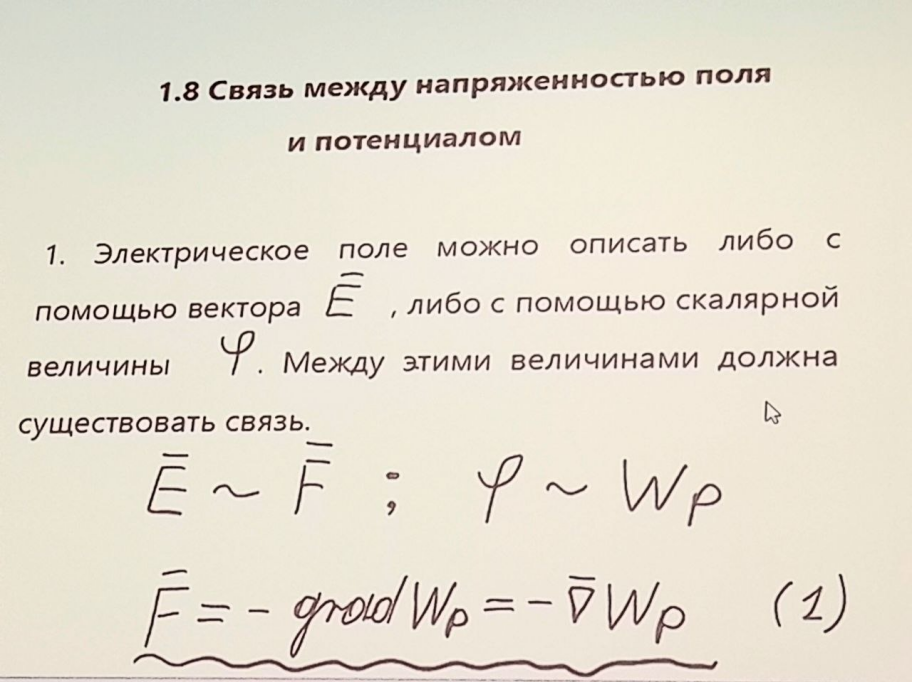 1.8 Связь между напряженностью поля
и потенциалом
1. Электрическое поле можно описать либо с
помощью вектора E̅ , либо с помощью скалярной
величины φ. Между этими величинами должна
существовать связь.
E̅ ~ F̅ ; φ ~ Wp
F̅ = - grad Wp = - ∇̅ Wp (1)